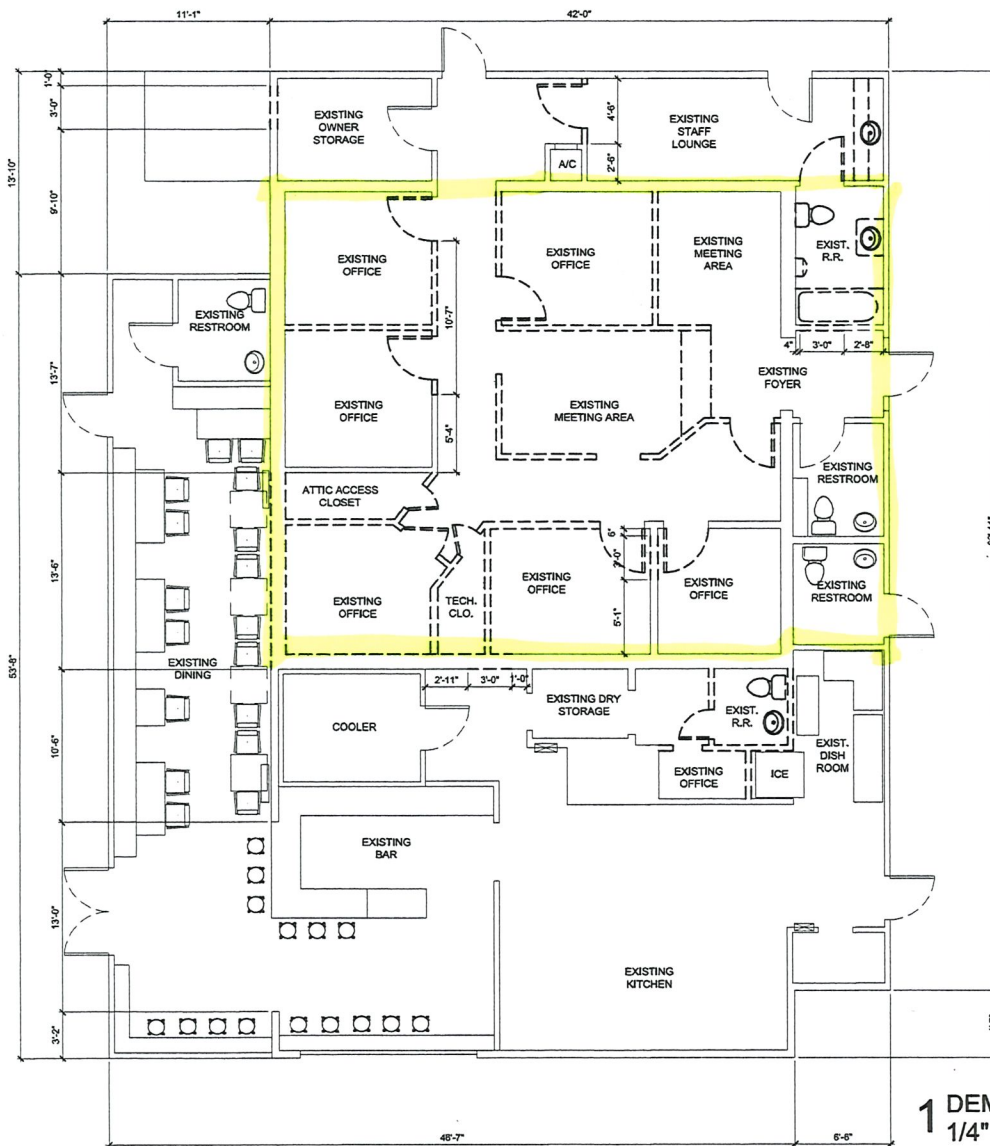 11'-1"
42'-0"
1'-0"
3'-0"
9'-10"
13'-10"
EXISTING
OWNER
STORAGE
4'-6"
2'-6"
A/C
EXISTING
STAFF
LOUNGE
EXISTING
OFFICE
EXISTING
OFFICE
EXISTING
MEETING
AREA
EXIST.
R.R.
EXISTING
RESTROOM
10'-7"
4"
3'-0"
2'-8"
13'-7"
EXISTING
OFFICE
5'-4"
EXISTING
MEETING AREA
EXISTING
FOYER
ATTIC ACCESS
CLOSET
EXISTING
RESTROOM
13'-6"
EXISTING
OFFICE
TECH.
CLO.
EXISTING
OFFICE
6"
3'-0"
5'-1"
EXISTING
OFFICE
EXISTING
RESTROOM
53'-8"
EXISTING
DINING
2'-11"
3'-0"
1'-0"
EXISTING DRY
STORAGE
EXIST.
R.R.
COOLER
EXIST.
DISH
ROOM
10'-6"
EXISTING
OFFICE
ICE
EXISTING
BAR
13'-0"
EXISTING
KITCHEN
3'-2"
1 DEM
1/4"
46'-7"
6'-6"